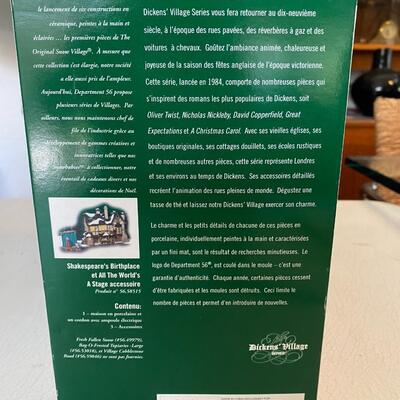 le lancement de six constructions en
céramique, peintes à la main et
éclairées ... les premières pièces de The
Original Snow Village®. À mesure que
cette collection s'est élargie, notre société
a elle aussi pris de l'ampleur.
Aujourd'hui, Department 56 propose
plusieurs séries de Villages. Par
ailleurs, nous nous maintenons chef de
file de l'industrie grâce au
développement de gammes créatives et
innovatrices telles que nos
Snowbabies™ à collectionner, notre
éventail de cadeaux divers et nos
décorations de Noël.
Shakespeare's Birthplace
et All The World's
A Stage accessoire
Produit n° 56.58515
Contenu:
1 – maison en porcelaine et
un cordon avec ampoule électrique
3 – Accessoires
Fresh Fallen Snow (#56.49979),
Bag-O-Frosted Topiaries -Large
(#56.53018), et Village Cobblestone
Road (#56.59846) ne sont pas fournies.
Dickens' Village Series vous fera retourner au dix-neuvième
siècle, à l'époque des rues pavées, des réverbères à gaz et des
voitures à chevaux. Goûtez l'ambiance animée, chaleureuse et
joyeuse de la saison des fêtes anglaise de l'époque victorienne.
Cette série, lancée en 1984, comporte de nombreuses pièces qui
s'inspirent des romans les plus populaires de Dickens, soit
Oliver Twist, Nicholas Nickleby, David Copperfield, Great
Expectations et A Christmas Carol. Avec ses vieilles églises, ses
boutiques originales, ses cottages douillets, ses écoles rustiques
et de nombreuses autres pièces, cette série représente Londres
et ses environs au temps de Dickens. Ses accessoires détaillés
recréent l'animation des rues pleines de monde. Dégustez une
tasse de thé et laissez notre Dickens' Village exercer son charme.
Le charme et les petits détails de chacune de ces pièces en
porcelaine, individuellement peintes à la main et caractérisées
par un fini mat, sont le résultat de recherches minutieuses. Le
logo de Department 56®, est coulé dans le moule – c'est une
garantie d'authenticité. Chaque année, certaines pièces cessent
d'être fabriquées et les moules sont détruits. Ceci limite le
nombre de pièces et permet d'en introduire de nouvelles.
The
Dickens' Village
Series®